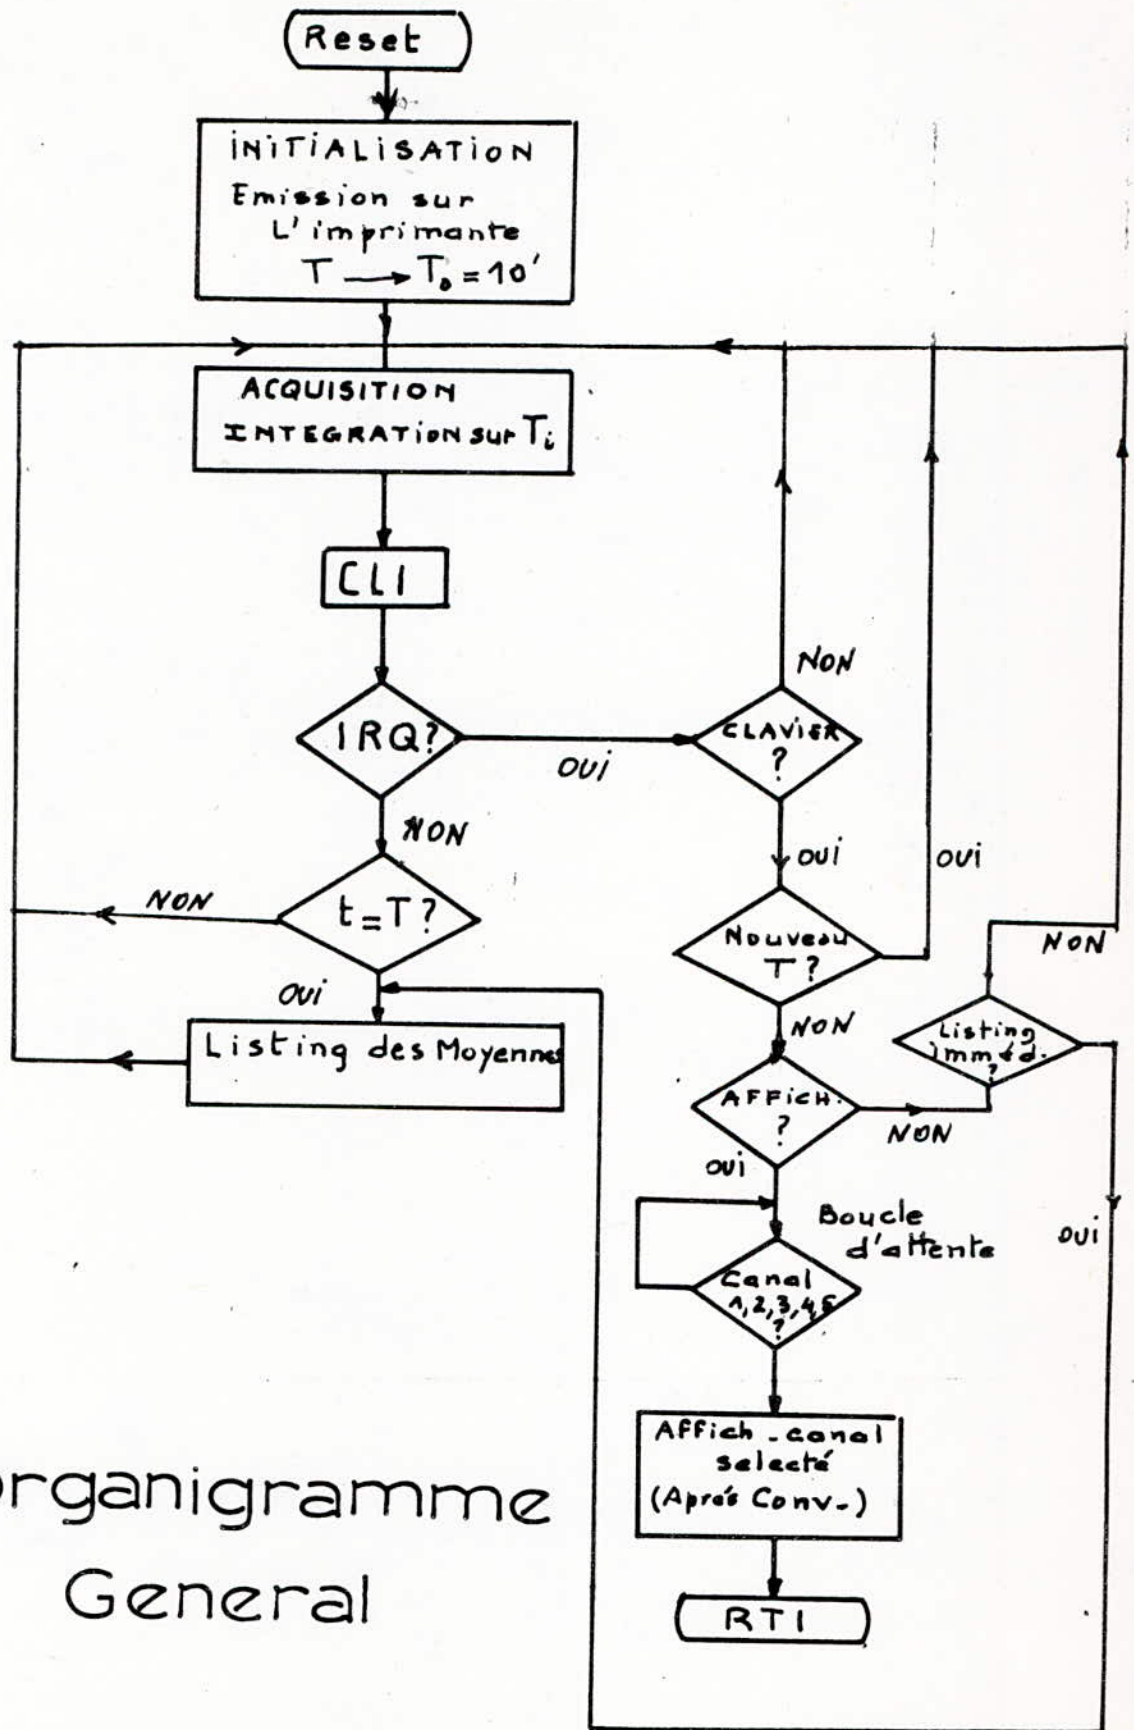 Reset
INITIALISATION
Emission sur
L'imprimante
T → T₀ = 10'
ACQUISITION
INTEGRATION sur Ti
CLI
IRQ?
OUI
NON
t = T ?
NON
OUI
Listing des Moyennes
CLAVIER
?
NON
OUI
Nouveau
T ?
OUI
NON
AFFICH.
?
NON
OUI
Listing
imméd.
?
NON
OUI
Boucle
d'attente
Canal
1, 2, 3, 4, 5
?
Affich - canal
selecté
(Après Conv-)
RTI
Organigramme
General